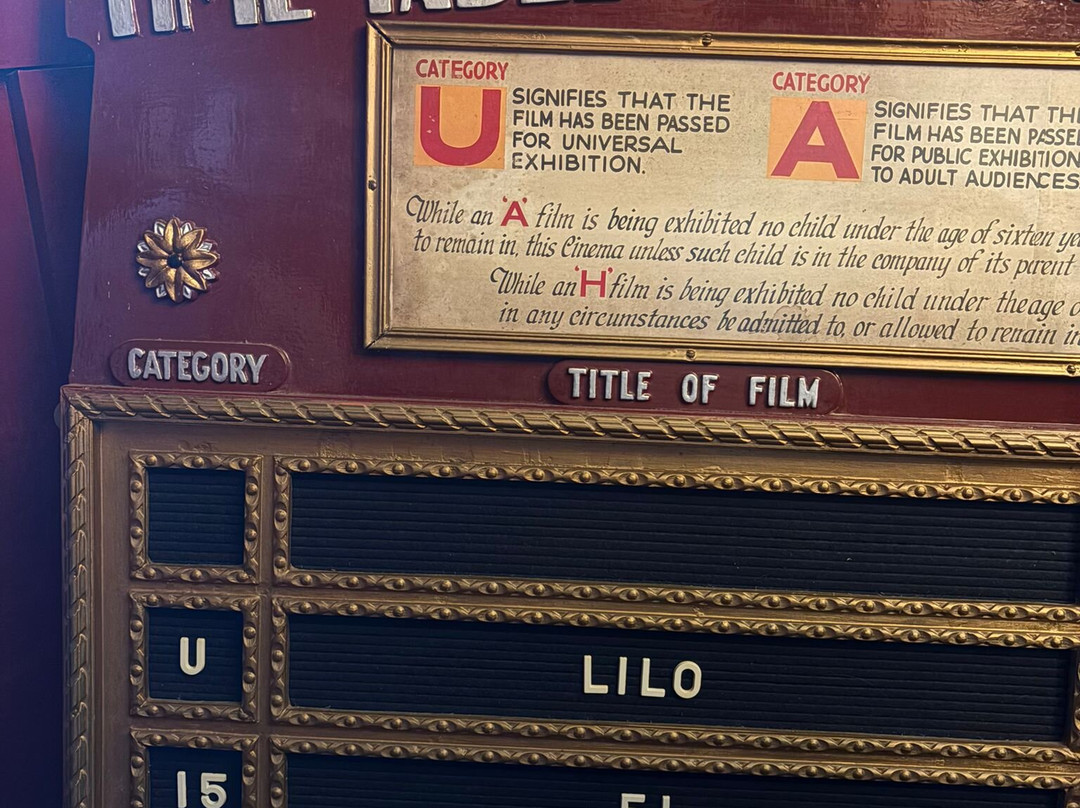 CATEGORY
U
SIGNIFIES THAT THE
FILM HAS BEEN PASSED
FOR UNIVERSAL
EXHIBITION.
CATEGORY
A
SIGNIFIES THAT THE
FILM HAS BEEN PASSED
FOR PUBLIC EXHIBITION
TO ADULT AUDIENCES
While an 'A' film is being exhibited no child under the age of sixteen
to remain in, this Cinema unless such child is in the company of its parent
While an 'H' film is being exhibited no child under the age
in any circumstances be admitted to, or allowed to remain in
CATEGORY
TITLE OF FILM
U
LILO
15